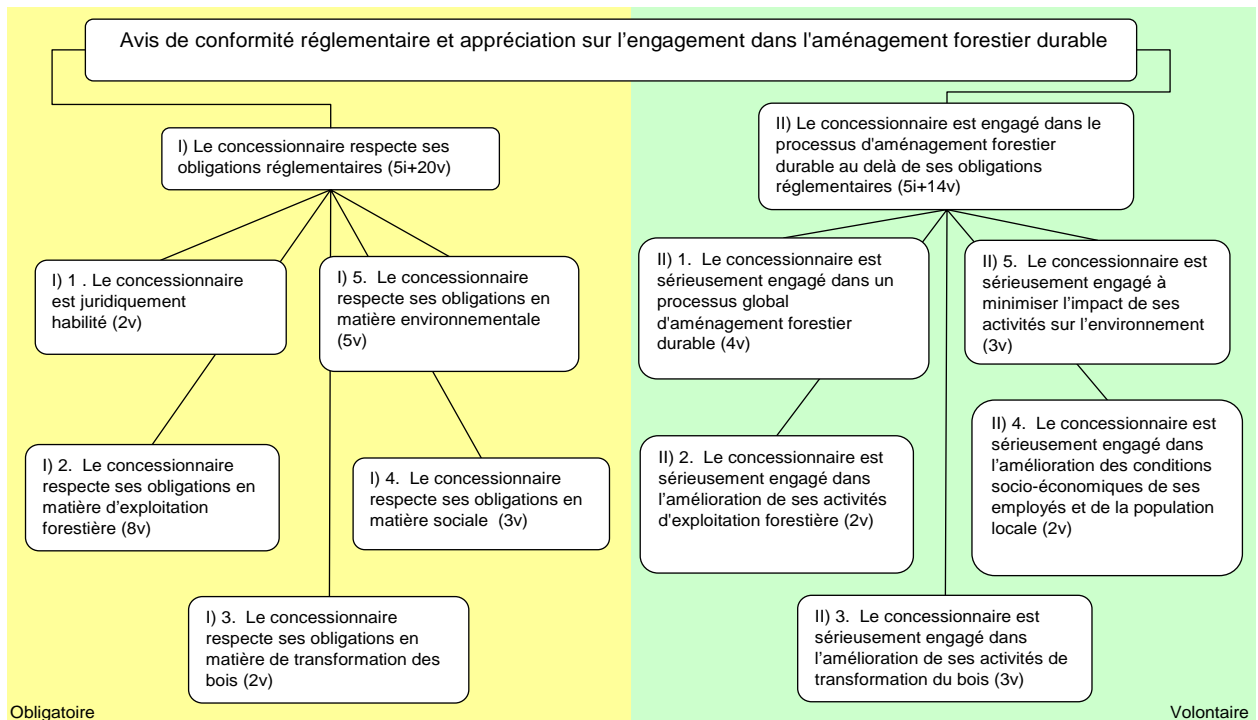 Avis de conformité réglementaire et appréciation sur l'engagement dans l'aménagement forestier durable
I) Le concessionnaire respecte ses
obligations réglementaires (5i+20v)
I) 1 . Le concessionnaire
est juridiquement
habilité (2v)
I) 5. Le concessionnaire
respecte ses obligations en
matière environnementale
(5v)
I) 2. Le concessionnaire
respecte ses obligations en
matière d'exploitation
forestière (8v)
I) 4. Le concessionnaire
respecte ses obligations en
matière sociale (3v)
I) 3. Le concessionnaire
respecte ses obligations en
matière de transformation des
bois (2v)
Obligatoire
II) Le concessionnaire est engagé dans le
processus d'aménagement forestier
durable au delà de ses obligations
réglementaires (5i+14v)
II) 1. Le concessionnaire est
sérieusement engagé dans un
processus global
d'aménagement forestier
durable (4v)
II) 5. Le concessionnaire est
sérieusement engagé à
minimiser l'impact de ses
activités sur l'environnement
(3v)
II) 2. Le concessionnaire est
sérieusement engagé dans
l'amélioration de ses activités
d'exploitation forestière (2v)
II) 4. Le concessionnaire est
sérieusement engagé dans
l'amélioration des conditions
socio-économiques de ses
employés et de la population
locale (2v)
II) 3. Le concessionnaire est
sérieusement engagé dans
l'amélioration de ses activités de
transformation du bois (3v)
Volontaire